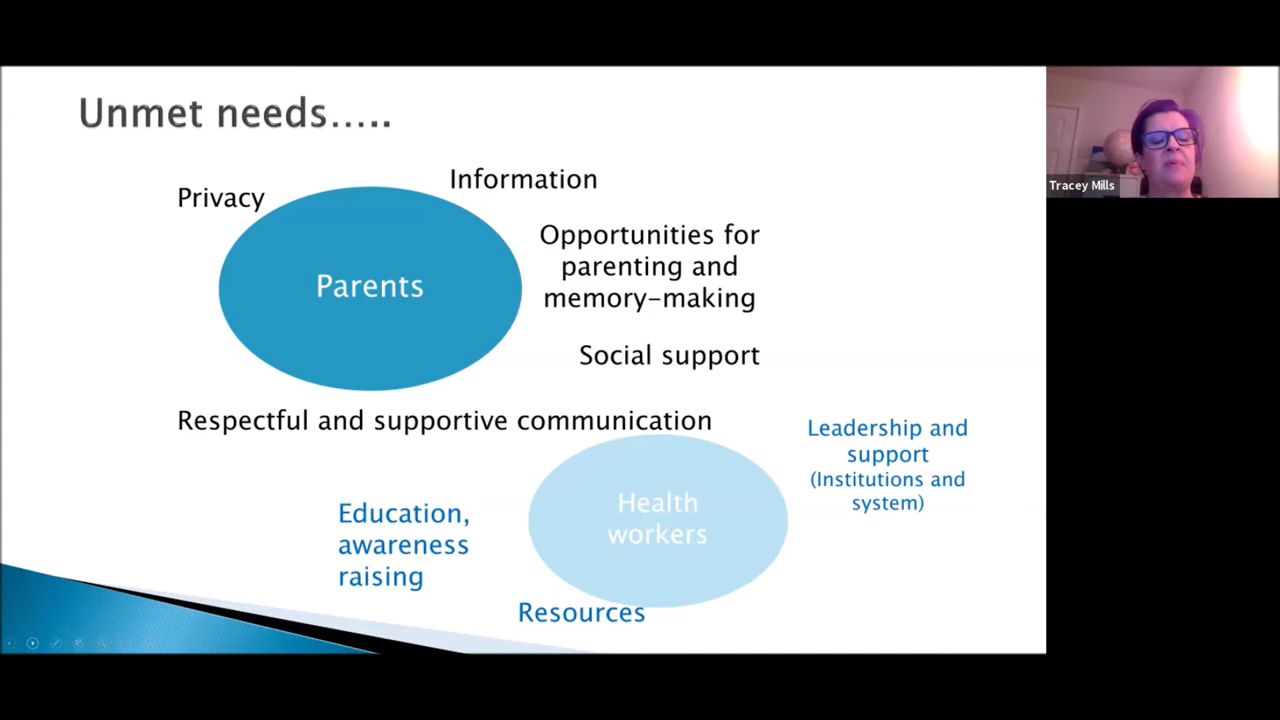 Unmet needs…..
Privacy
Information
Opportunities for
parenting and
memory-making
Parents
Social support
Respectful and supportive communication
Leadership and
support
(Institutions and
system)
Health
workers
Education,
awareness
raising
Resources
Tracey Mills